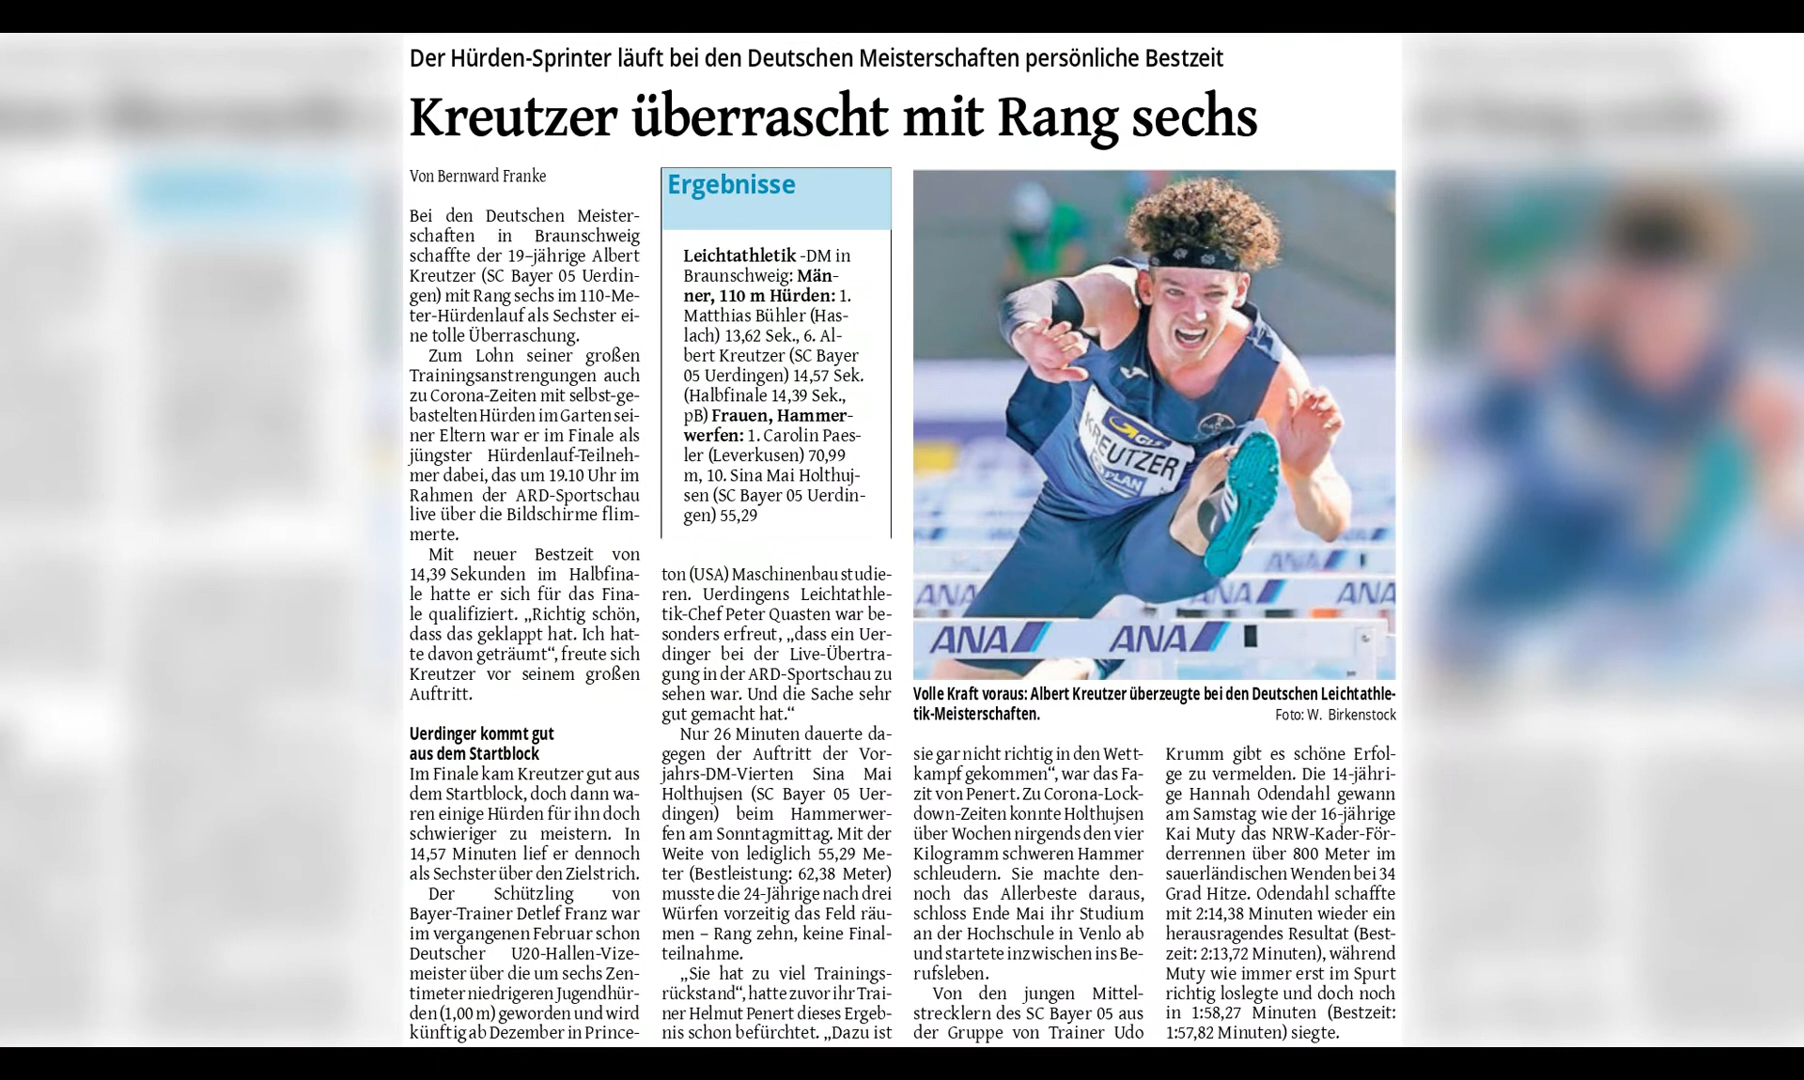 Der Hürden-Sprinter läuft bei den Deutschen Meisterschaften persönliche Bestzeit
Kreutzer überrascht mit Rang sechs
Von Bernward Franke
Bei den Deutschen Meister-
schaften in Braunschweig
schaffte der 19–jährige Albert
Kreutzer (SC Bayer 05 Uerdin-
gen) mit Rang sechs im 110-Me-
ter-Hürdenlauf als Sechster ei-
ne tolle Überraschung.
Zum Lohn seiner großen
Trainingsanstrengungen auch
zu Corona-Zeiten mit selbst-ge-
bastelten Hürden im Garten sei-
ner Eltern war er im Finale als
jüngster Hürdenlauf-Teilneh-
mer dabei, das um 19.10 Uhr im
Rahmen der ARD-Sportschau
live über die Bildschirme flim-
merte.
Mit neuer Bestzeit von
14,39 Sekunden im Halbfina-
le hatte er sich für das Fina-
le qualifiziert. „Richtig schön,
dass das geklappt hat. Ich hat-
te davon geträumt“, freute sich
Kreutzer vor seinem großen
Auftritt.
Uerdinger kommt gut
aus dem Startblock
Im Finale kam Kreutzer gut aus
dem Startblock, doch dann wa-
ren einige Hürden für ihn doch
schwieriger zu meistern. In
14,57 Minuten lief er dennoch
als Sechster über den Zielstrich.
Der Schützling von
Bayer-Trainer Detlef Franz war
im vergangenen Februar schon
Deutscher U20-Hallen-Vize-
meister über die um sechs Zen-
timeter niedrigeren Jugendhür-
den (1,00 m) geworden und wird
künftig ab Dezember in Prince-
Ergebnisse
Leichtathletik -DM in
Braunschweig: Män-
ner, 110 m Hürden: 1.
Matthias Bühler (Has-
lach) 13,62 Sek., 6. Al-
bert Kreutzer (SC Bayer
05 Uerdingen) 14,57 Sek.
(Halbfinale 14,39 Sek.,
pB) Frauen, Hammer-
werfen: 1. Carolin Paes-
ler (Leverkusen) 70,99
m, 10. Sina Mai Holthuj-
sen (SC Bayer 05 Uerdin-
gen) 55,29
ton (USA) Maschinenbau studie-
ren. Uerdingens Leichtathle-
tik-Chef Peter Quasten war be-
sonders erfreut, „dass ein Uer-
dinger bei der Live-Übertra-
gung in der ARD-Sportschau zu
sehen war. Und die Sache sehr
gut gemacht hat.“
Nur 26 Minuten dauerte da-
gegen der Auftritt der Vor-
jahrs-DM-Vierten Sina Mai
Holthujsen (SC Bayer 05 Uer-
dingen) beim Hammerwer-
fen am Sonntagmittag. Mit der
Weite von lediglich 55,29 Me-
ter (Bestleistung: 62,38 Meter)
musste die 24-Jährige nach drei
Würfen vorzeitig das Feld räu-
men – Rang zehn, keine Final-
teilnahme.
„Sie hat zu viel Trainings-
rückstand“, hatte zuvor ihr Trai-
ner Helmut Penert dieses Ergeb-
nis schon befürchtet. „Dazu ist
KREUTZER
PLAN
ANA
ANA
ANA
ANA
ANA
Volle Kraft voraus: Albert Kreutzer überzeugte bei den Deutschen Leichtathle-
tik-Meisterschaften. Foto: W. Birkenstock
sie gar nicht richtig in den Wett-
kampf gekommen“, war das Fa-
zit von Penert. Zu Corona-Lock-
down-Zeiten konnte Holthujsen
über Wochen nirgends den vier
Kilogramm schweren Hammer
schleudern. Sie machte den-
noch das Allerbeste daraus,
schloss Ende Mai ihr Studium
an der Hochschule in Venlo ab
und startete inzwischen ins Be-
rufsleben.
Von den jungen Mittel-
strecklern des SC Bayer 05 aus
der Gruppe von Trainer Udo
Krumm gibt es schöne Erfol-
ge zu vermelden. Die 14-jähri-
ge Hannah Odendahl gewann
am Samstag wie der 16-jährige
Kai Muty das NRW-Kader-För-
derrennen über 800 Meter im
sauerländischen Wenden bei 34
Grad Hitze. Odendahl schaffte
mit 2:14,38 Minuten wieder ein
herausragendes Resultat (Best-
zeit: 2:13,72 Minuten), während
Muty wie immer erst im Spurt
richtig loslegte und doch noch
in 1:58,27 Minuten (Bestzeit:
1:57,82 Minuten) siegte.